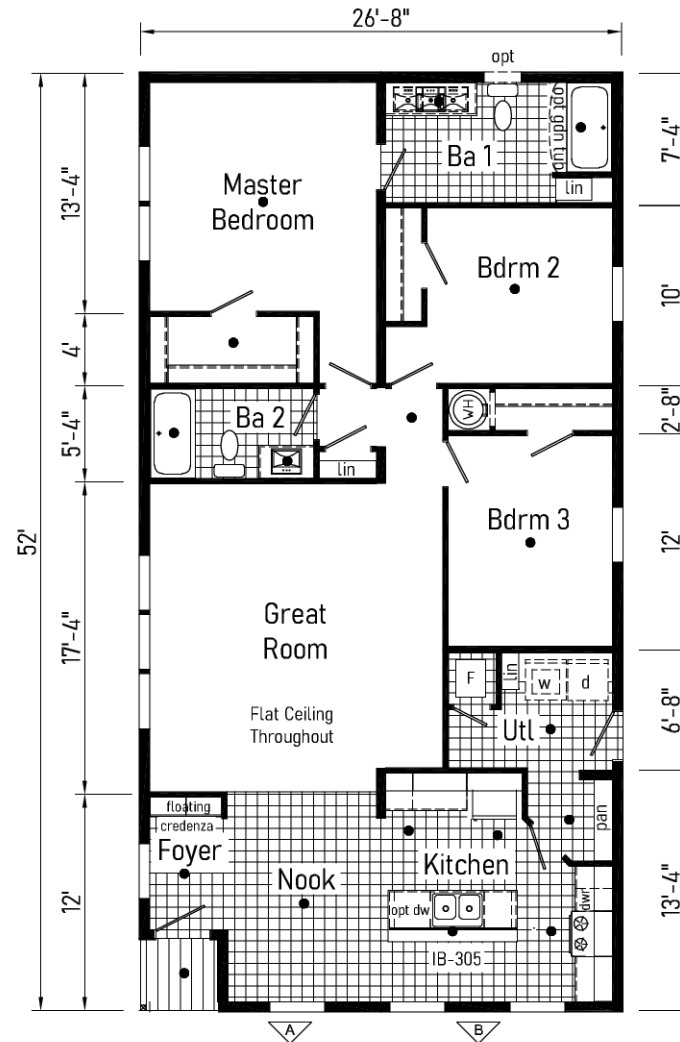 26'-8"
opt
13'-4"
4'
5'-4"
17'-4"
12'
52'
7'-4"
10'
2'-8"
12'
6'-8"
13'-4"
Master
Bedroom
Ba 1
opt gdn tub
lin
Bdrm 2
WH
Ba 2
lin
Bdrm 3
Great
Room
Flat Ceiling
Throughout
F
lin
w
d
Utl
pan
floating
credenza
Foyer
Nook
Kitchen
opt dw
dwr
IB-305
A
B